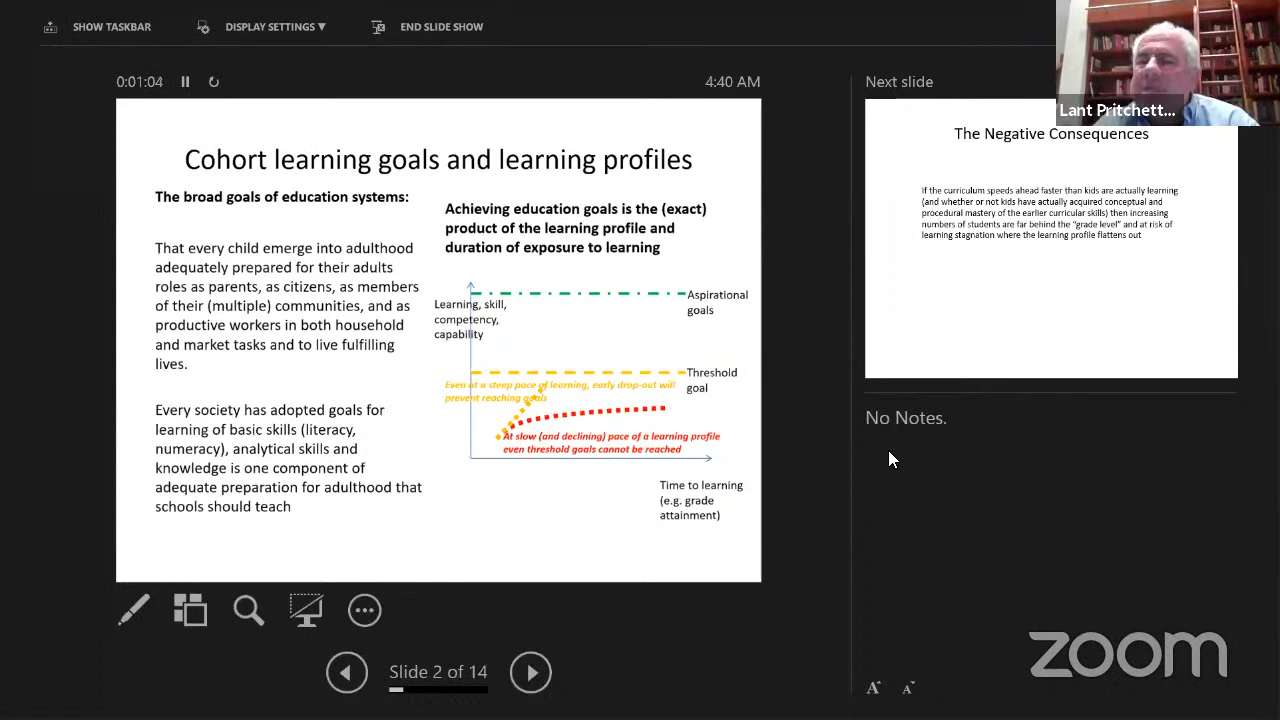 SHOW TASKBAR
DISPLAY SETTINGS ▼
END SLIDE SHOW
0:01:04
4:40 AM
Cohort learning goals and learning profiles
The broad goals of education systems:
That every child emerge into adulthood
adequately prepared for their adults
roles as parents, as citizens, as members
of their (multiple) communities, and as
productive workers in both household
and market tasks and to live fulfilling
lives.
Every society has adopted goals for
learning of basic skills (literacy,
numeracy), analytical skills and
knowledge is one component of
adequate preparation for adulthood that
schools should teach
Achieving education goals is the (exact)
product of the learning profile and
duration of exposure to learning
Learning, skill,
competency,
capability
Aspirational
goals
Threshold
goal
Even at a steep pace of learning, early drop-out will
prevent reaching goals
At slow (and declining) pace of a learning profile
even threshold goals cannot be reached
Time to learning
(e.g. grade
attainment)
Slide 2 of 14
Next slide
Lant Pritchett...
The Negative Consequences
If the curriculum speeds ahead faster than kids are actually learning
(and whether or not kids have actually acquired conceptual and
procedural mastery of the earlier curricular skills) then increasing
numbers of students are far behind the “grade level” and at risk of
learning stagnation where the learning profile flattens out
No Notes.
A A
zoom